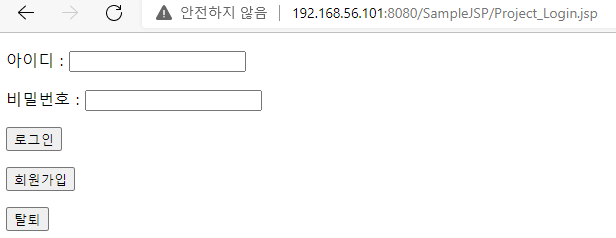 안전하지 않음 192.168.56.101:8080/SampleJSP/Project_Login.jsp
아이디 :
비밀번호 :
로그인
회원가입
탈퇴